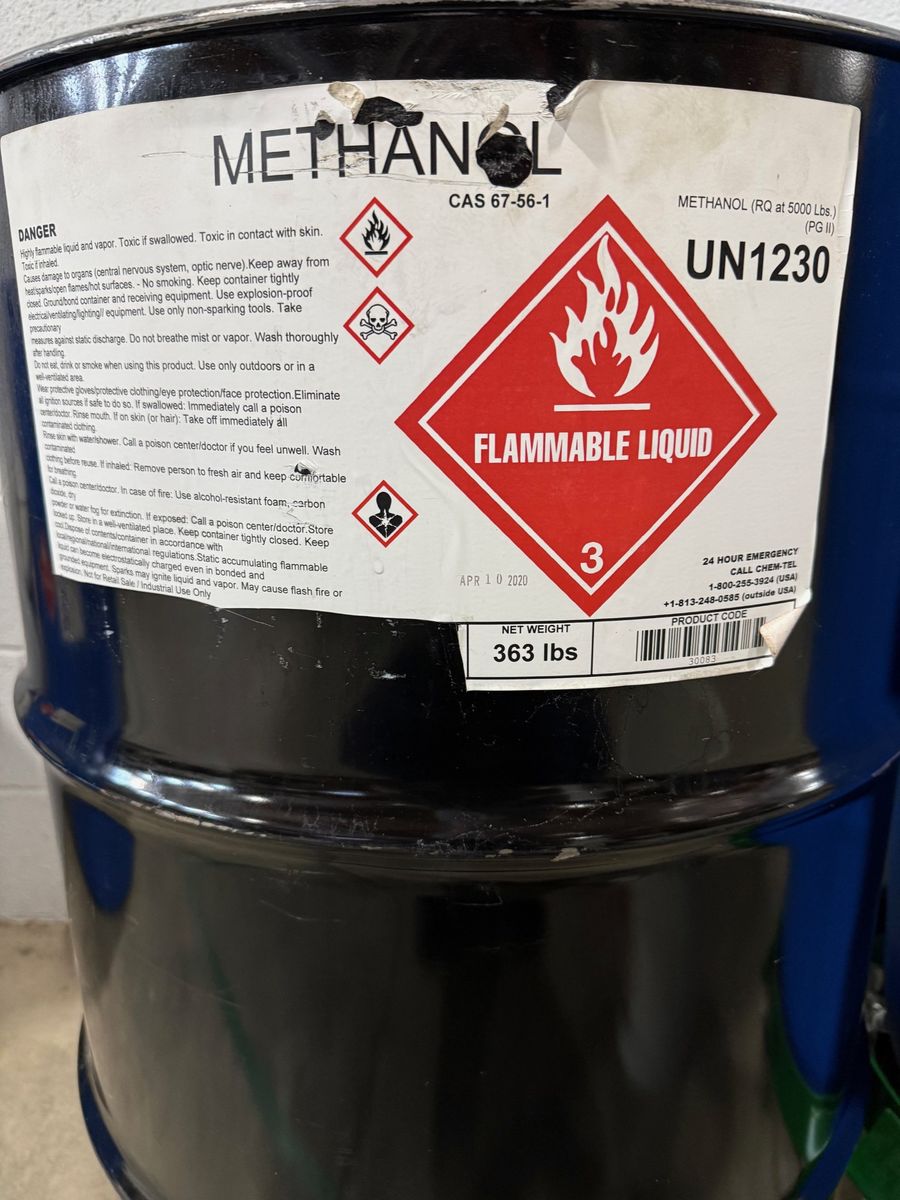 METHANOL
CAS 67-56-1
METHANOL (RQ at 5000 Lbs.)
(PG II)
UN1230
DANGER
Highly flammable liquid and vapor. Toxic if swallowed. Toxic in contact with skin.
Toxic if inhaled.
Causes damage to organs (central nervous system, optic nerve).Keep away from
heat/sparks/open flames/hot surfaces. - No smoking. Keep container tightly
closed. Ground/bond container and receiving equipment. Use explosion-proof
electrical/ventilating/lighting// equipment. Use only non-sparking tools. Take
precautionary
measures against static discharge. Do not breathe mist or vapor. Wash thoroughly
after handling.
Do not eat, drink or smoke when using this product. Use only outdoors or in a
well-ventilated area.
Wear protective gloves/protective clothing/eye protection/face protection.Eliminate
all ignition sources if safe to do so. If swallowed: Immediately call a poison
center/doctor. Rinse mouth. If on skin (or hair): Take off immediately all
contaminated clothing.
Rinse skin with water/shower. Call a poison center/doctor if you feel unwell. Wash
contaminated
clothing before reuse. If inhaled: Remove person to fresh air and keep comfortable
for breathing.
Call a poison center/doctor. In case of fire: Use alcohol-resistant foam, carbon
dioxide, dry
powder or water fog for extinction. If exposed: Call a poison center/doctor.Store
locked up. Store in a well-ventilated place. Keep container tightly closed. Keep
cool.Dispose of contents/container in accordance with
local/regional/national/international regulations.Static accumulating flammable
liquid can become electrostatically charged even in bonded and
grounded equipment. Sparks may ignite liquid and vapor. May cause flash fire or
explosion. Not for Retail Sale / Industrial Use Only
FLAMMABLE LIQUID
3
APR 10 2020
24 HOUR EMERGENCY
CALL CHEM-TEL
1-800-255-3924 (USA)
+1-813-248-0585 (outside USA)
NET WEIGHT
363 lbs
PRODUCT CODE
30083